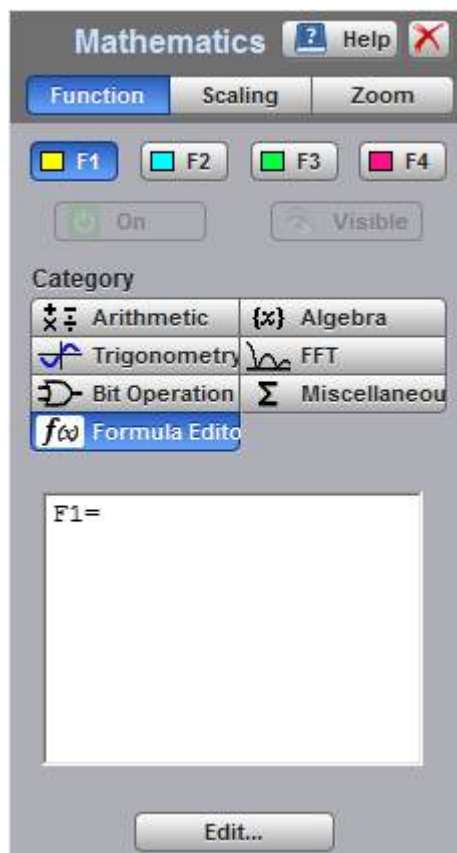 Mathematics ? Help
Function Scaling Zoom
F1 F2 F3 F4
On Visible
Category
Arithmetic {x} Algebra
Trigonometry FFT
Bit Operation Σ Miscellaneou
f(x) Formula Edito
F1=
Edit...